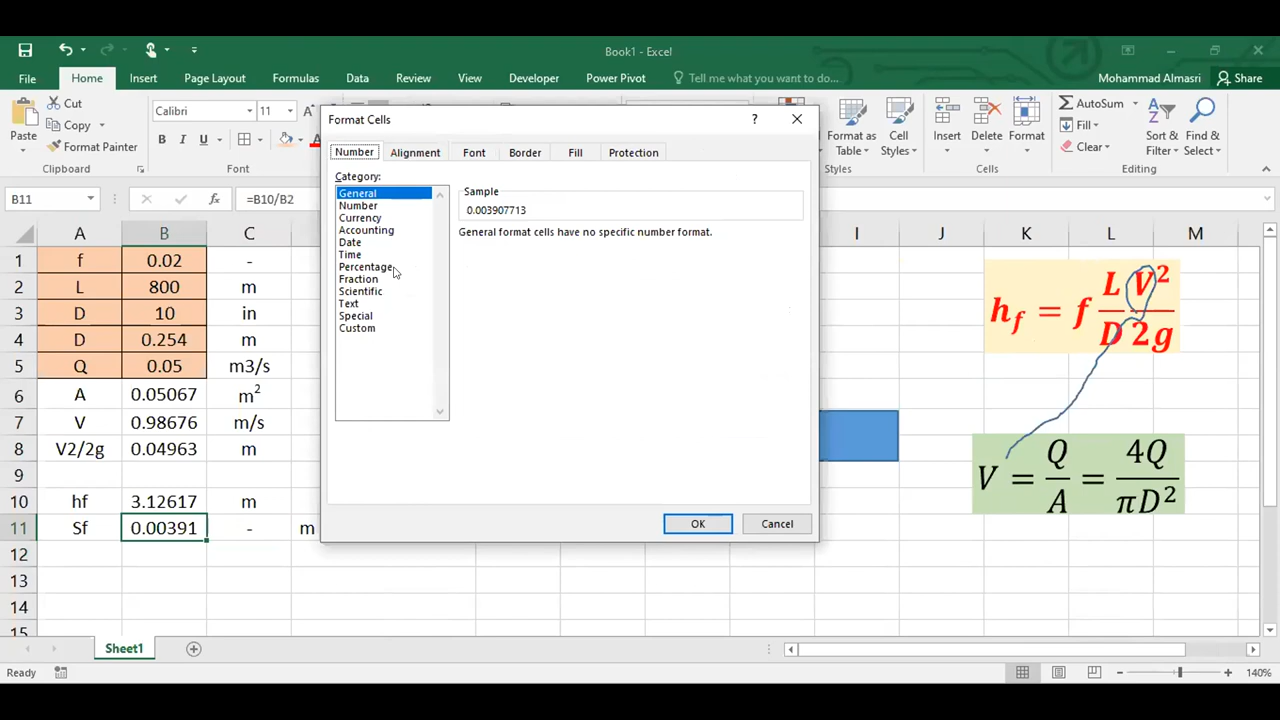 Book1 - Excel
File Home Insert Page Layout Formulas Data Review View Developer Power Pivot Tell me what you want to do... Mohammad Almasri Share
Paste
Cut
Copy
Format Painter
Calibri 11
B I U
Clipboard
Font
Format as Table
Cell Styles
Styles
Insert
Delete
Format
Cells
AutoSum
Fill
Clear
Sort & Filter
Find & Select
Editing
B11 fx =B10/B2
Format Cells ? ×
Number Alignment Font Border Fill Protection
Category:
General
Number
Currency
Accounting
Date
Time
Percentage
Fraction
Scientific
Text
Special
Custom
Sample
0.003907713
General format cells have no specific number format.
OK Cancel
A B C I J K L M
1 f 0.02 -
2 L 800 m
3 D 10 in
4 D 0.254 m
5 Q 0.05 m3/s
6 A 0.05067 m²
7 V 0.98676 m/s
8 V2/2g 0.04963 m
9
10 hf 3.12617 m
11 Sf 0.00391 - m
12
13
14
15
h_f = f L/D V²/2g
V = Q/A = 4Q/πD²
Sheet1
Ready 140%